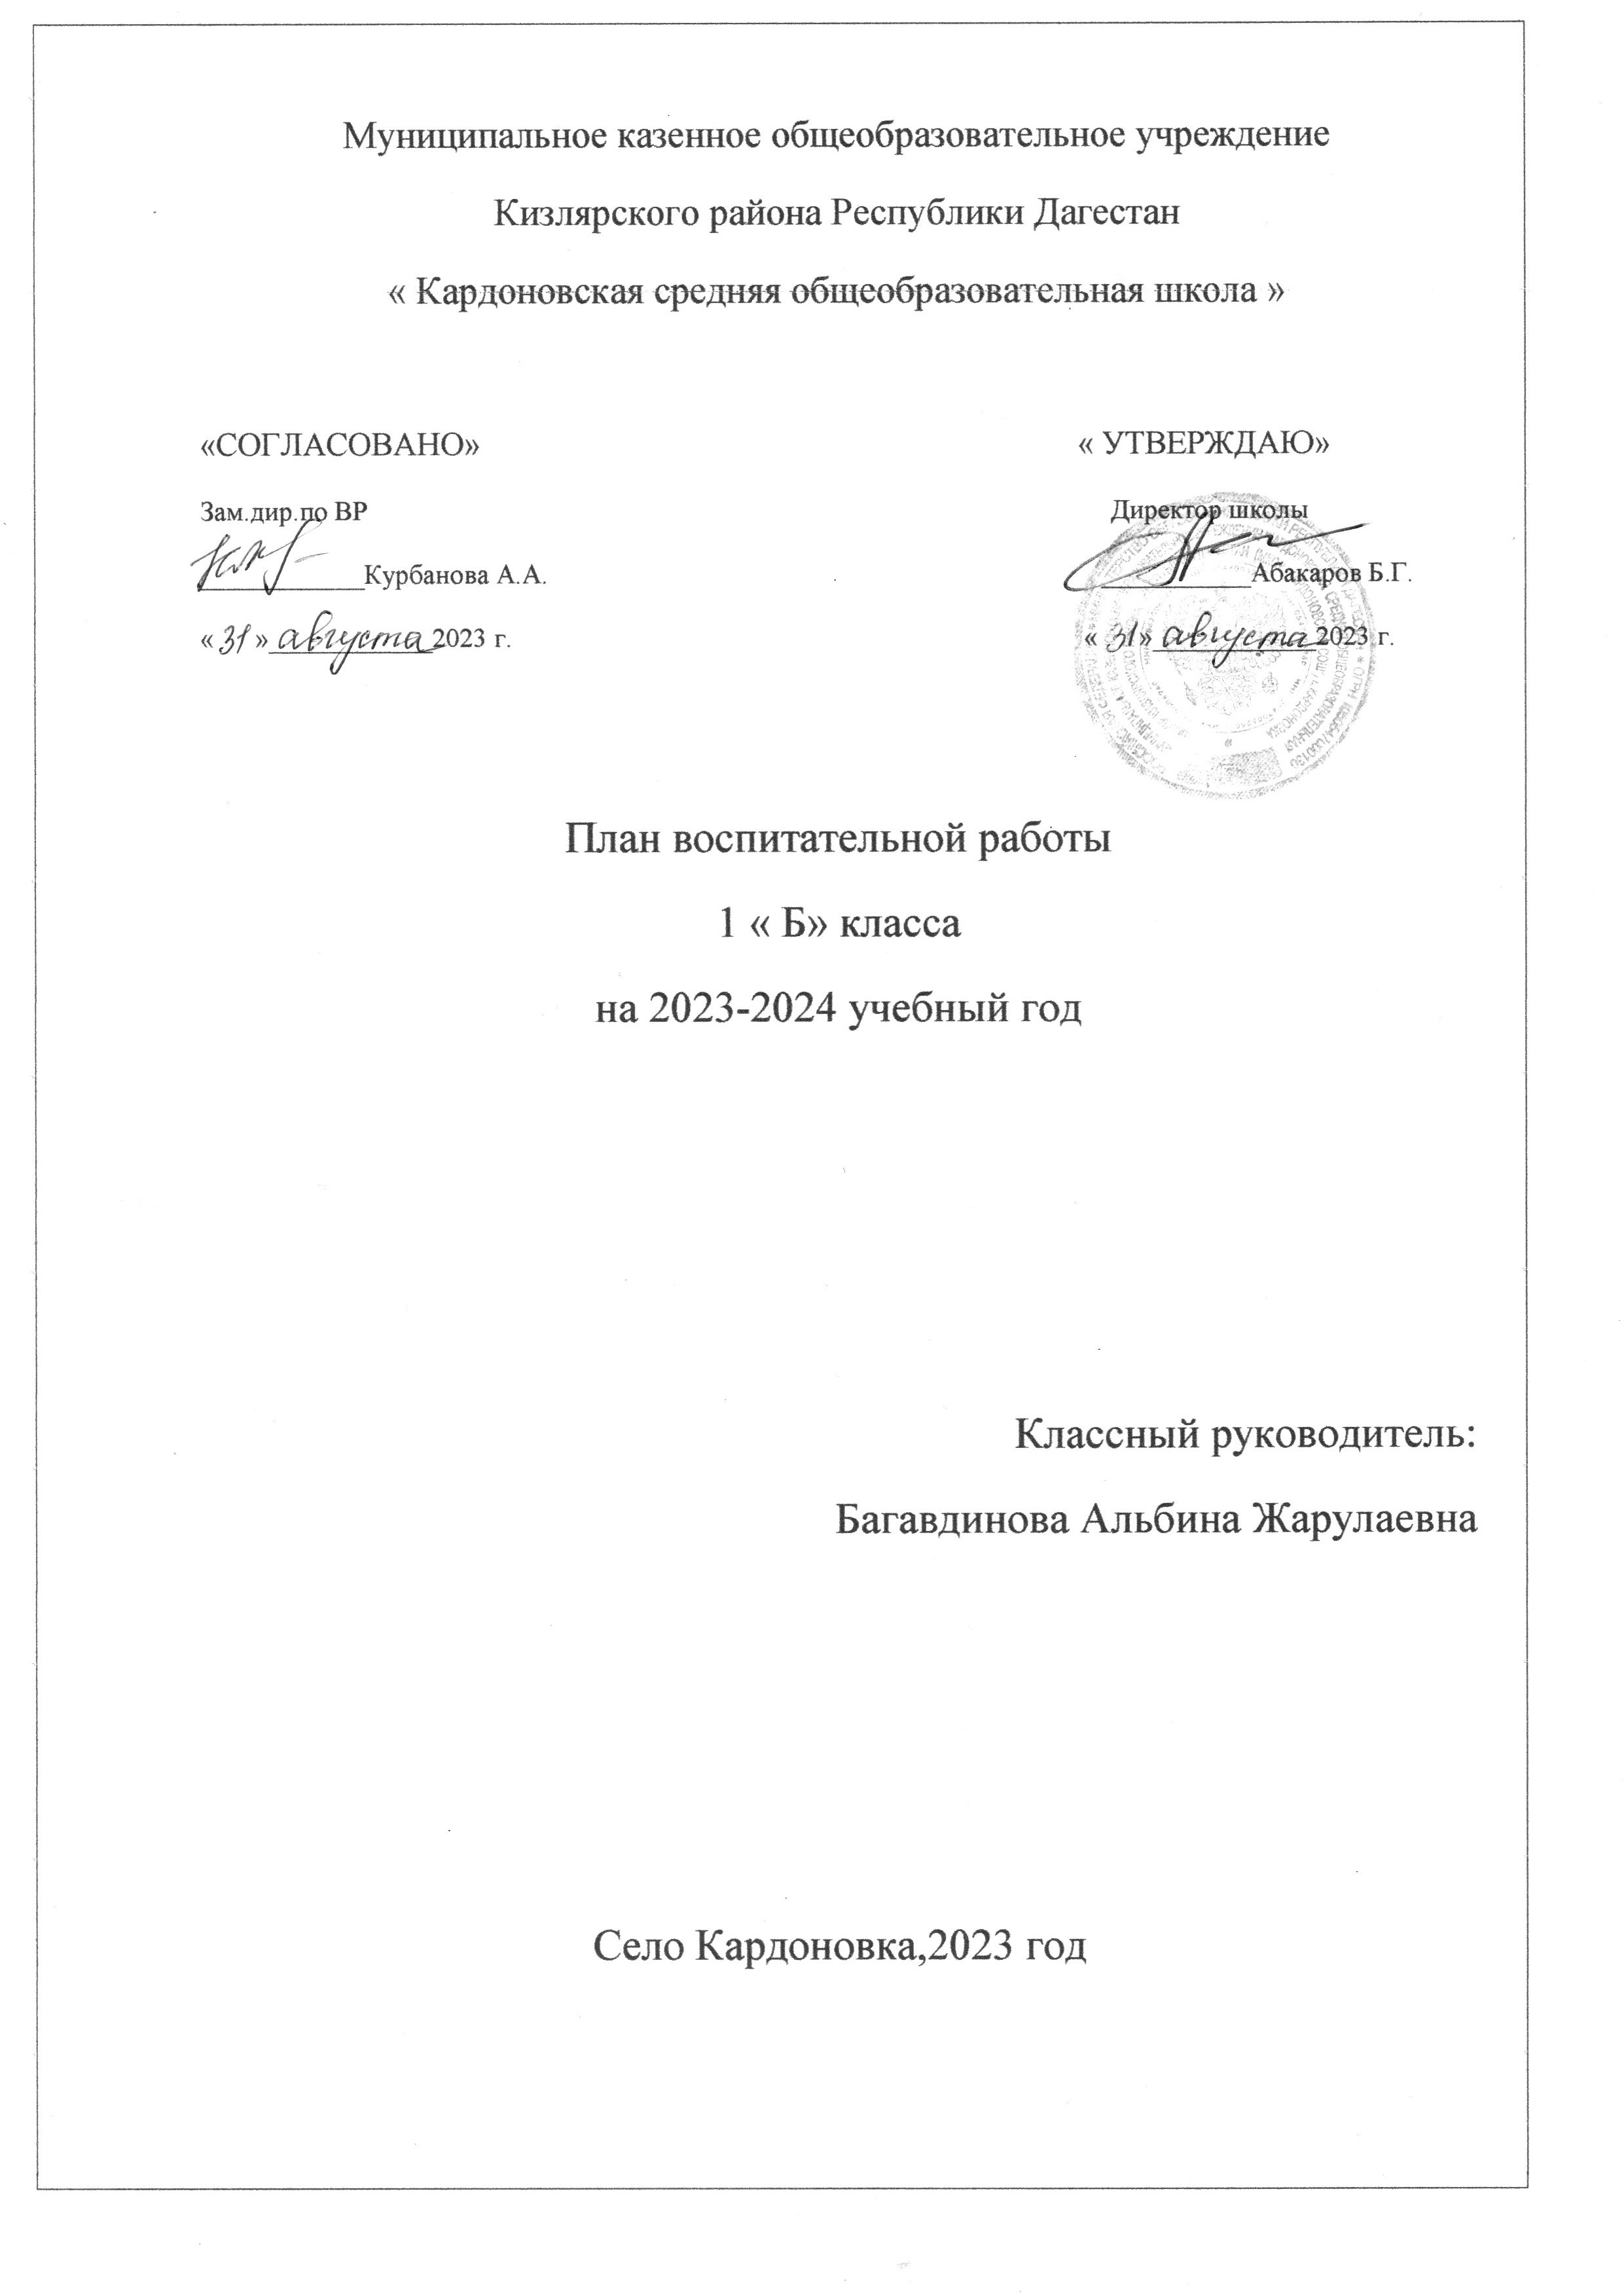 Муниципальное казенное общеобразовательное учреждение
Кизлярского района Республики Дагестан
« Кардоновская средняя общеобразовательная школа »
«СОГЛАСОВАНО»
Зам.дир.по ВР
____________Курбанова А.А.
« 31 » августа 2023 г.
« УТВЕРЖДАЮ»
Директор школы
___________Абакаров Б.Г.
« 31» августа 2023 г.
План воспитательной работы
1 « Б» класса
на 2023-2024 учебный год
Классный руководитель:
Багавдинова Альбина Жарулаевна
Село Кардоновка,2023 год